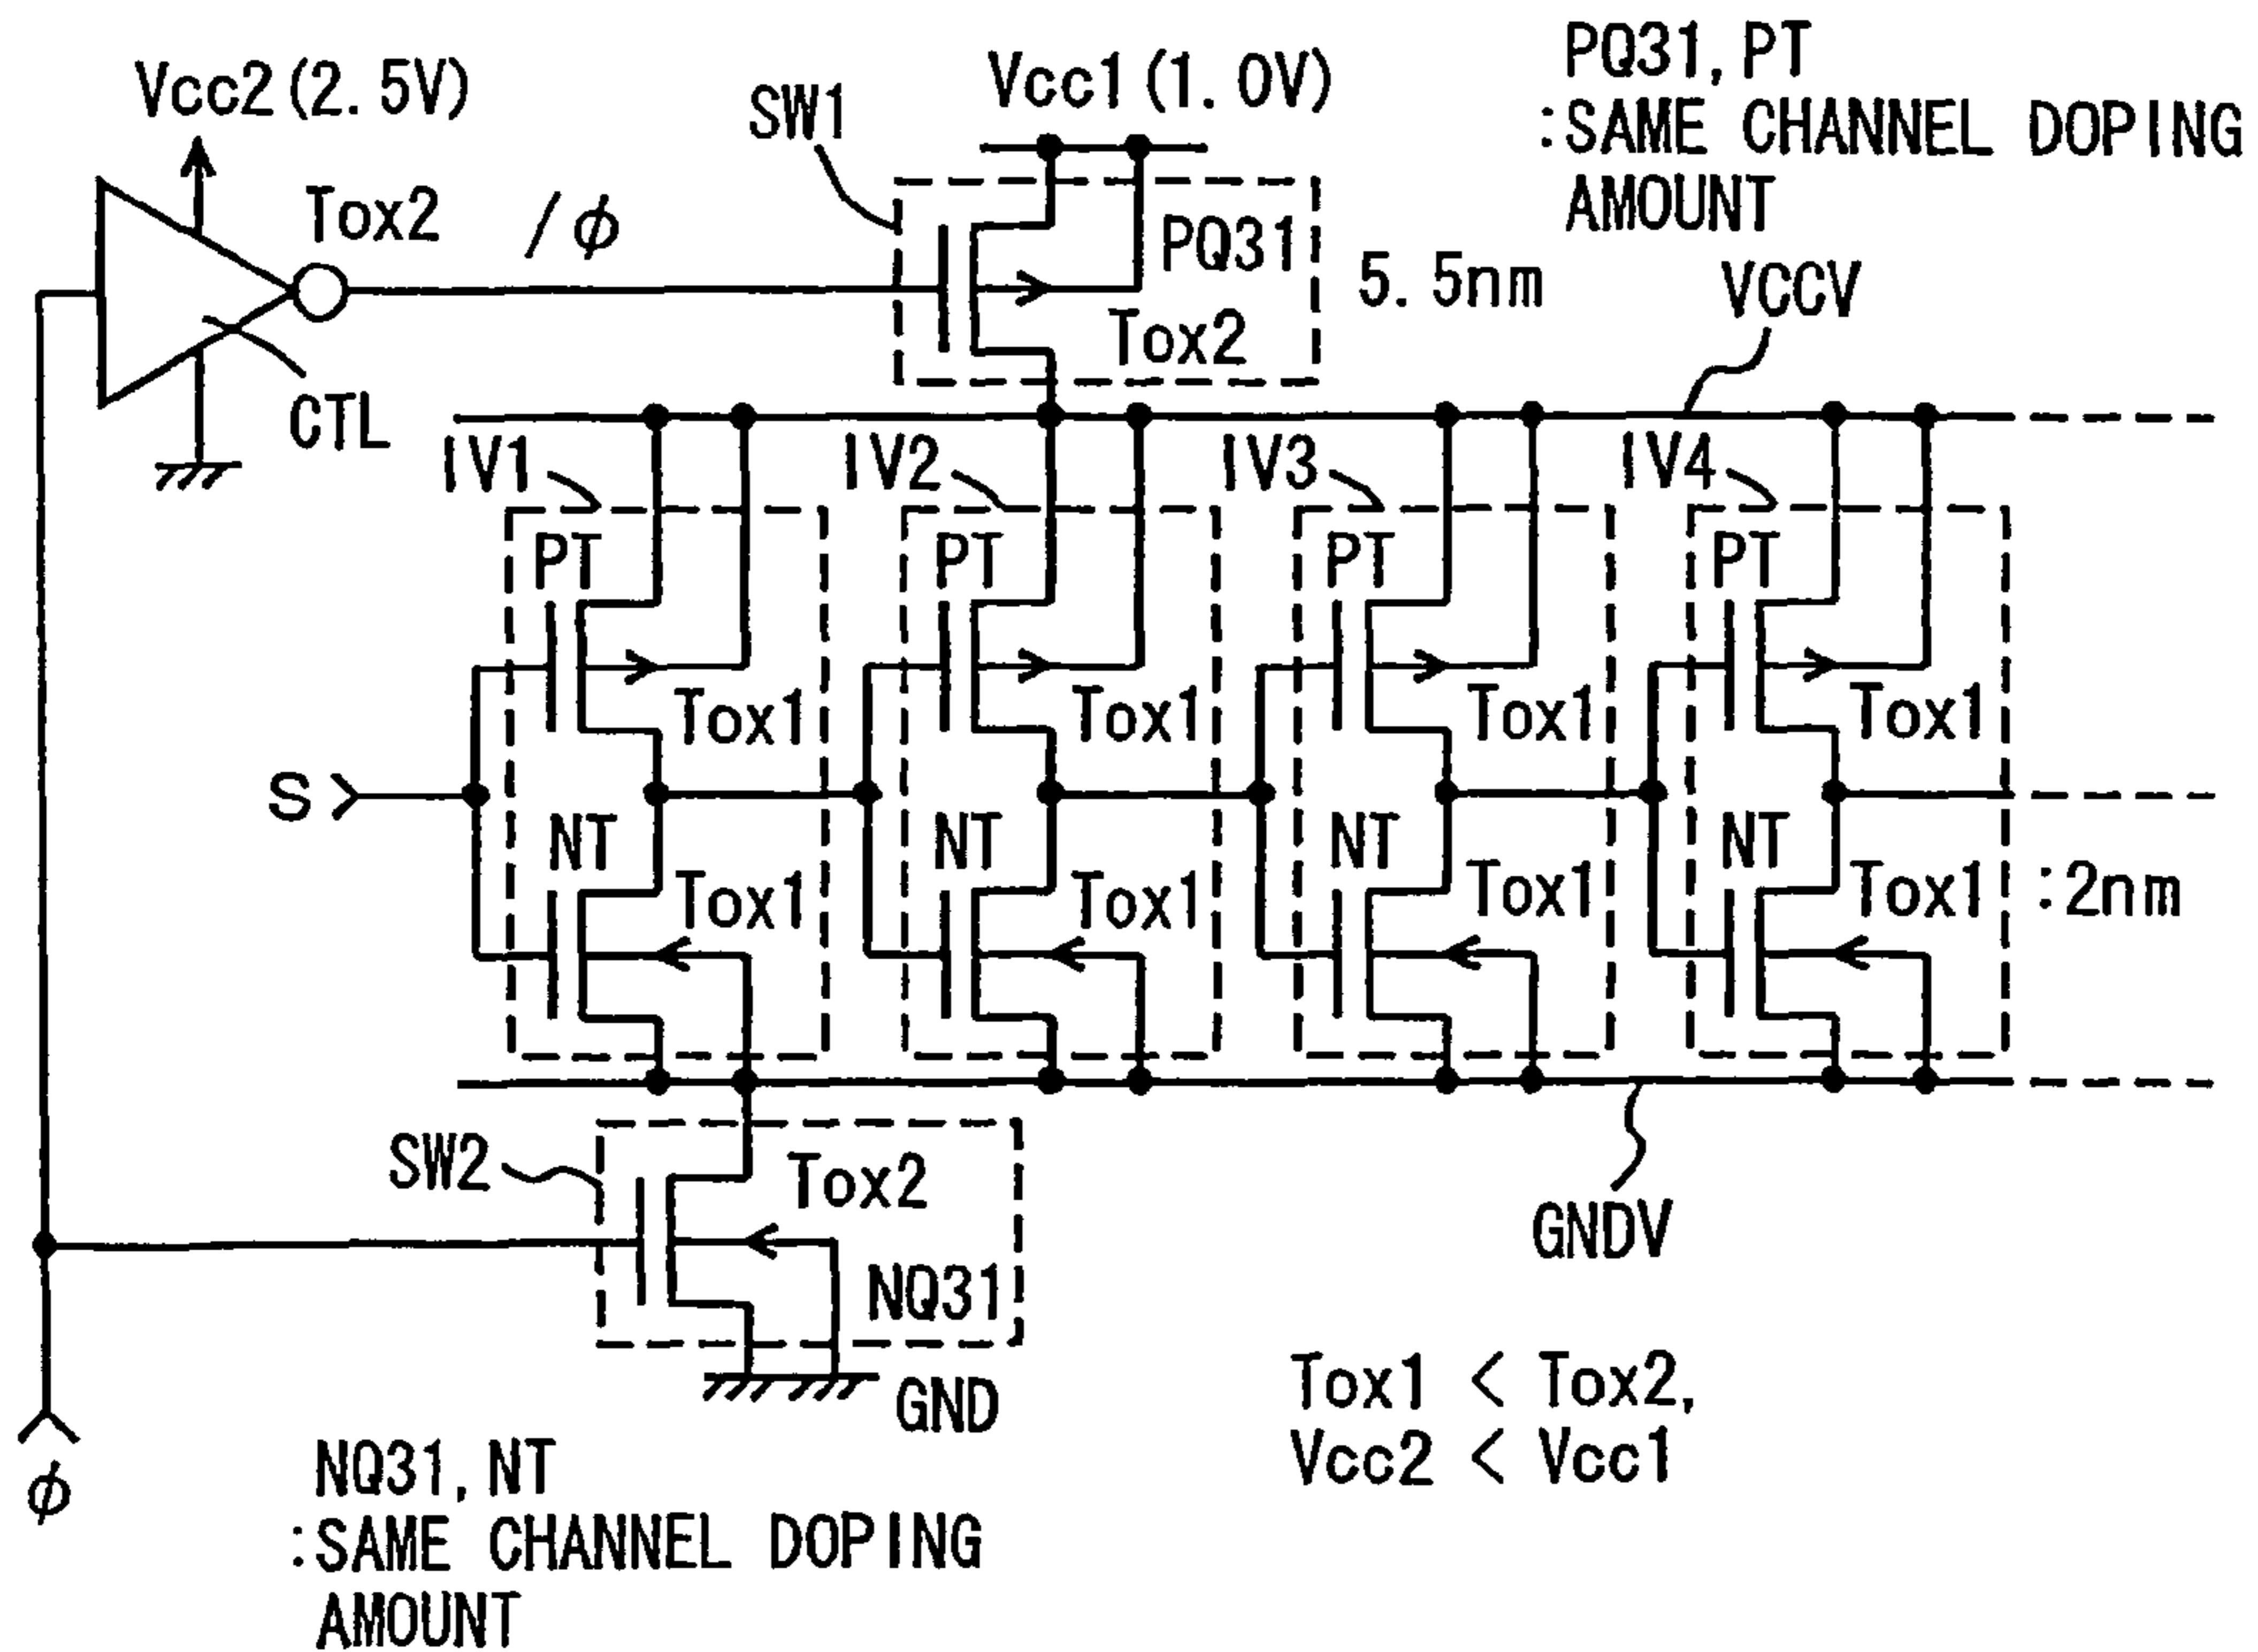 Vcc2(2.5V)
Vcc1(1.0V)
PQ31,PT
:SAME CHANNEL DOPING
AMOUNT
SW1
Tox2
/ϕ
PQ31
5.5nm
Tox2
VCCV
CTL
IV1
IV2
IV3
IV4
PT
PT
PT
PT
Tox1
Tox1
Tox1
Tox1
S
NT
NT
NT
NT
Tox1
Tox1
Tox1
Tox1
:2nm
SW2
Tox2
NQ31
GND
GNDV
Tox1 < Tox2,
Vcc2 < Vcc1
ϕ
NQ31,NT
:SAME CHANNEL DOPING
AMOUNT